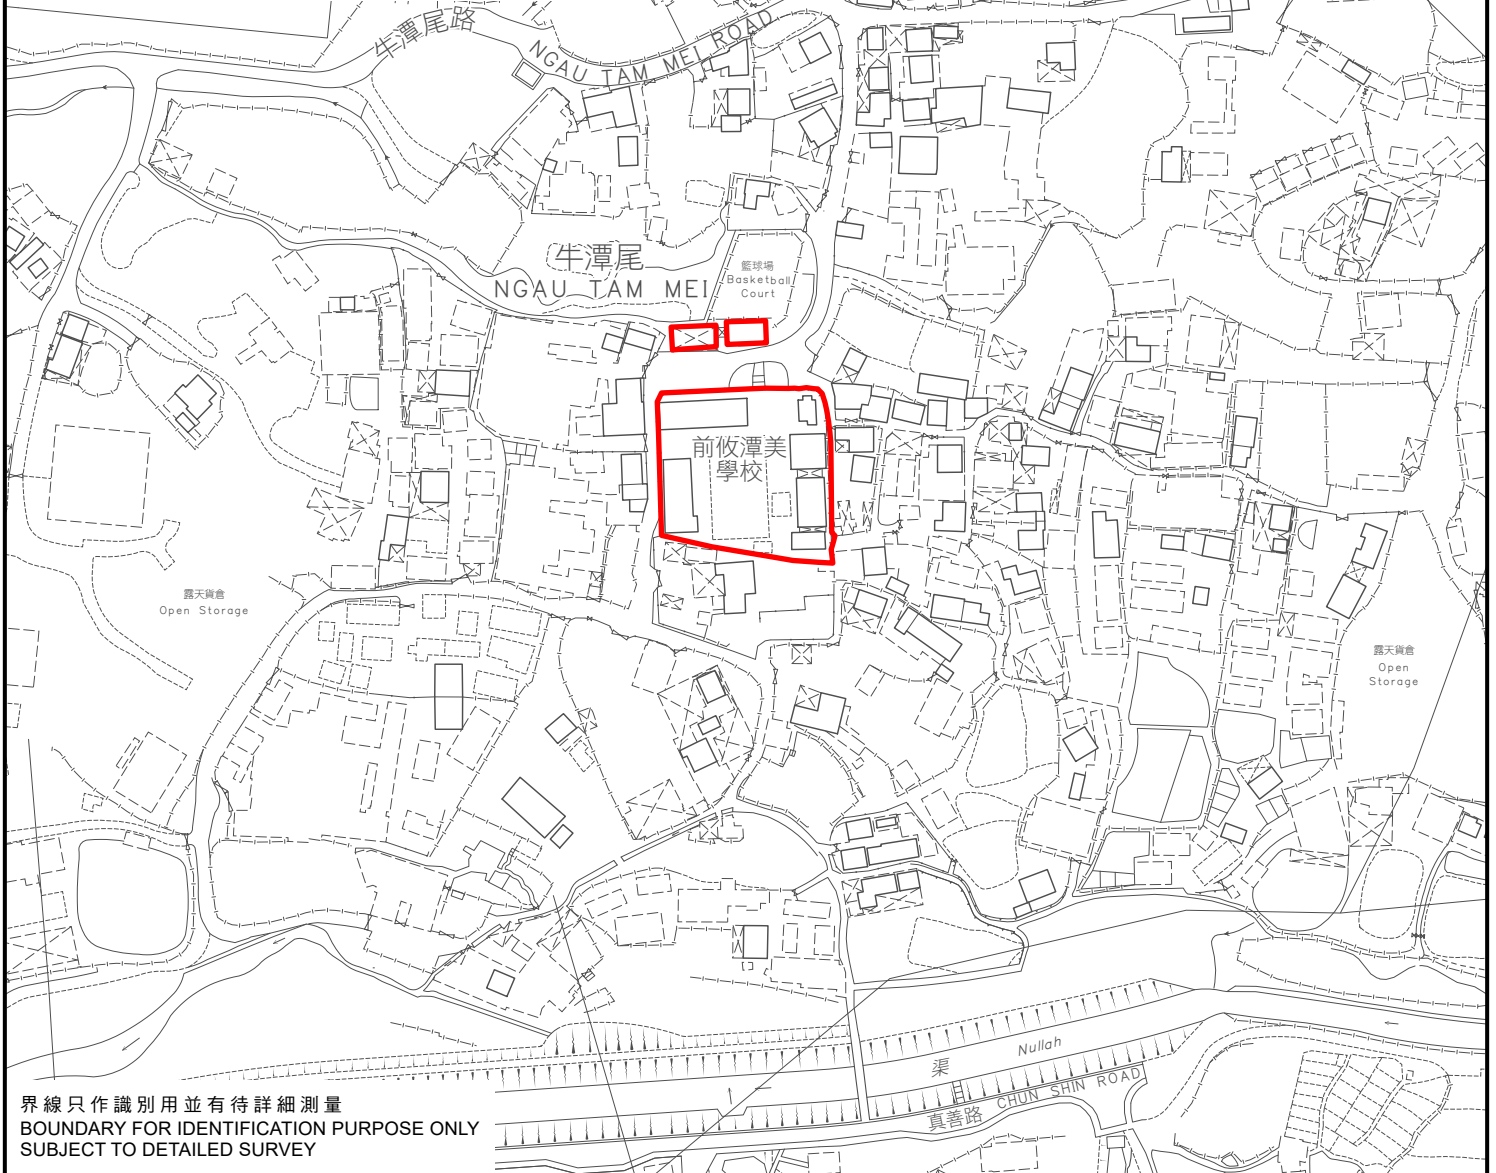 牛潭尾路
NGAU TAM MEI ROAD
牛潭尾
NGAU TAM MEI
籃球場
Basketball
Court
前攸潭美
學校
露天貨倉
Open Storage
露天貨倉
Open
Storage
渠
Nullah
真善路
CHUN SHIN ROAD
界線只作識別用並有待詳細測量
BOUNDARY FOR IDENTIFICATION PURPOSE ONLY
SUBJECT TO DETAILED SURVEY